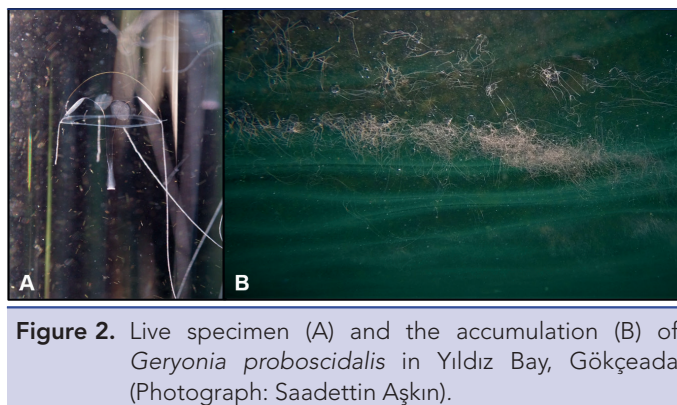 A
B
Figure 2. Live specimen (A) and the accumulation (B) of
Geryonia proboscidalis in Yıldız Bay, Gökçeada
(Photograph: Saadettin Aşkın).